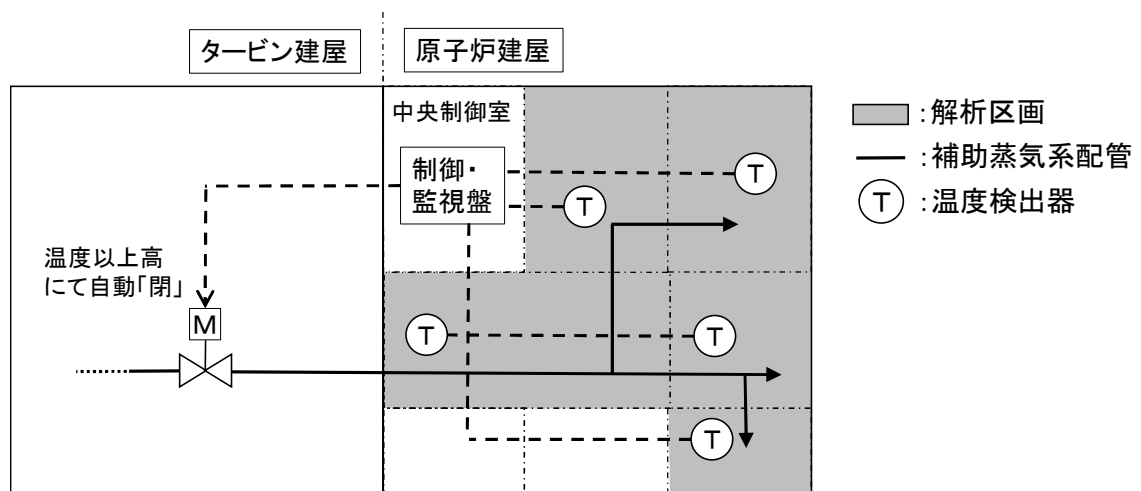 タービン建屋
原子炉建屋
中央制御室
制御・
監視盤
T
T
温度以上高
にて自動「閉」
M
T
T
T
:解析区画
:補助蒸気系配管
T :温度検出器